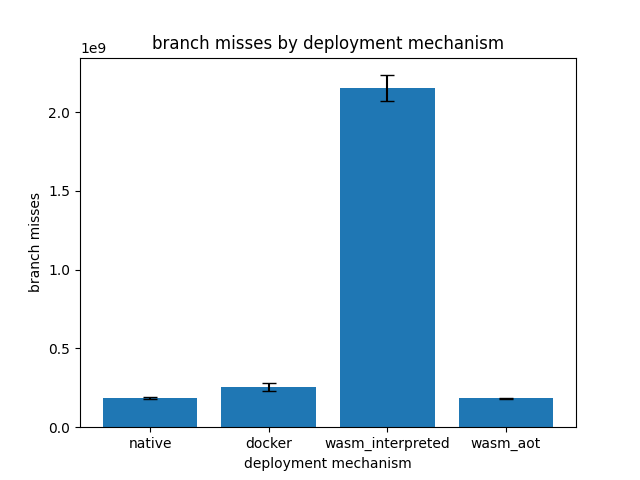 branch misses by deployment mechanism
1e9
2.0
1.5
1.0
0.5
0.0
branch misses
native docker wasm_interpreted wasm_aot
deployment mechanism